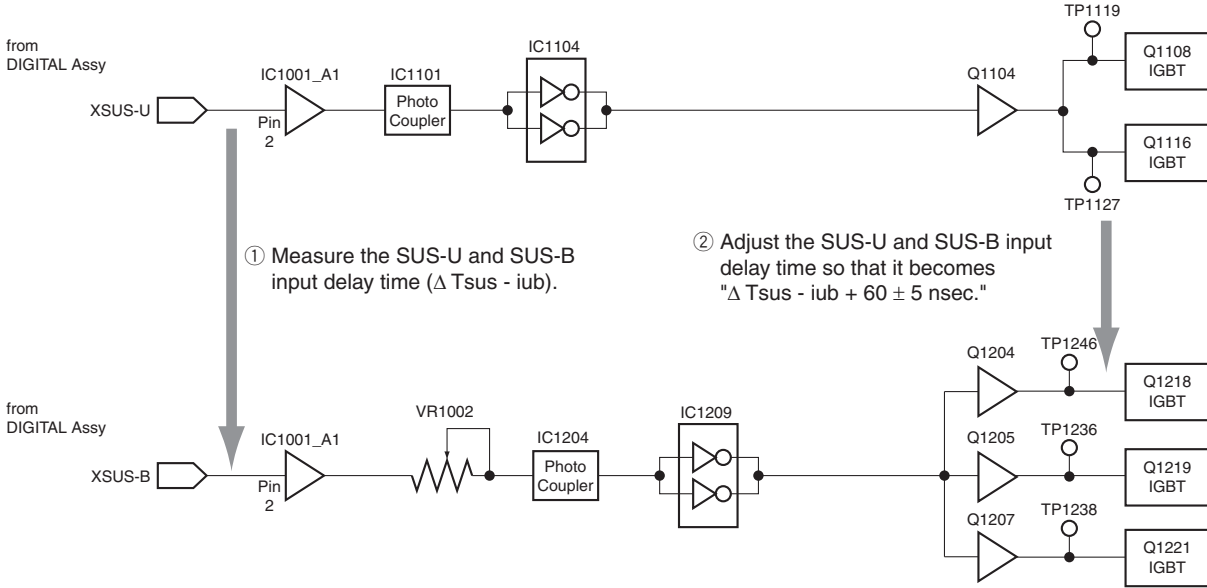 TP1119
from
DIGITAL Assy
IC1001_A1
IC1101
IC1104
Q1104
Q1108
IGBT
XSUS-U
Pin
2
Photo
Coupler
Q1116
IGBT
TP1127
① Measure the SUS-U and SUS-B
input delay time (Δ Tsus - iub).
② Adjust the SUS-U and SUS-B input
delay time so that it becomes
"Δ Tsus - iub + 60 ± 5 nsec."
Q1204
TP1246
Q1218
IGBT
from
DIGITAL Assy
IC1001_A1
VR1002
IC1204
IC1209
Q1205
TP1236
XSUS-B
Pin
2
Photo
Coupler
Q1219
IGBT
Q1207
TP1238
Q1221
IGBT